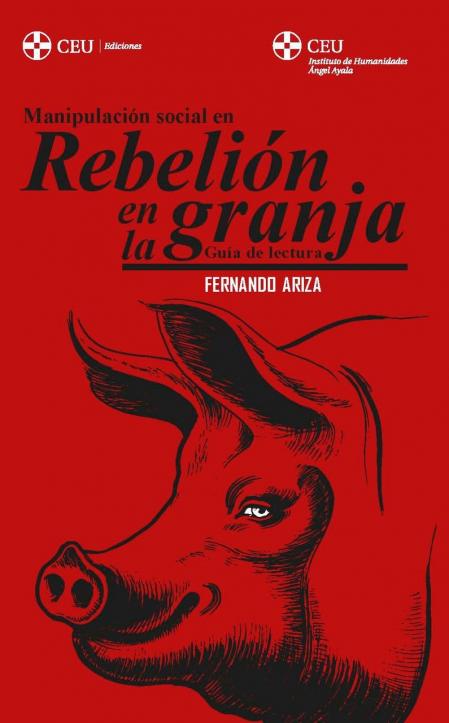 CEU | Ediciones
CEU
Instituto de Humanidades
Ángel Ayala
Manipulación social en
Rebelión
en la granja
Guía de lectura
FERNANDO ARIZA